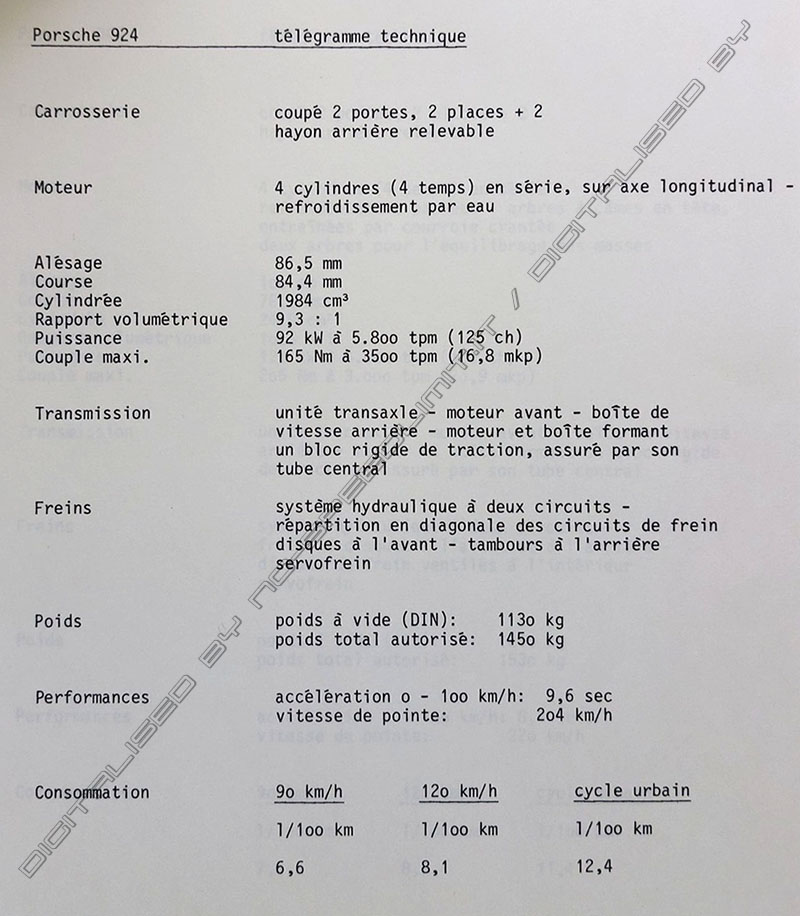 Porsche 924 télégramme technique
Carrosserie coupé 2 portes, 2 places + 2
hayon arrière relevable
Moteur 4 cylindres (4 temps) en série, sur axe longitudinal -
refroidissement par eau
Alésage 86,5 mm
Course 84,4 mm
Cylindrée 1984 cm³
Rapport volumétrique 9,3 : 1
Puissance 92 kW à 5.8oo tpm (125 ch)
Couple maxi. 165 Nm à 35oo tpm (16,8 mkp)
Transmission unité transaxle - moteur avant - boîte de
vitesse arrière - moteur et boîte formant
un bloc rigide de traction, assuré par son
tube central
Freins système hydraulique à deux circuits -
répartition en diagonale des circuits de frein
disques à l'avant - tambours à l'arrière
servofrein
Poids poids à vide (DIN): 113o kg
poids total autorisé: 145o kg
Performances accélération o - 1oo km/h: 9,6 sec
vitesse de pointe: 2o4 km/h
Consommation 9o km/h 12o km/h cycle urbain
l/1oo km l/1oo km l/1oo km
6,6 8,1 12,4
DIGITALISED BY NO-SPEEDLIMIT.IT / DIGITALISED BY